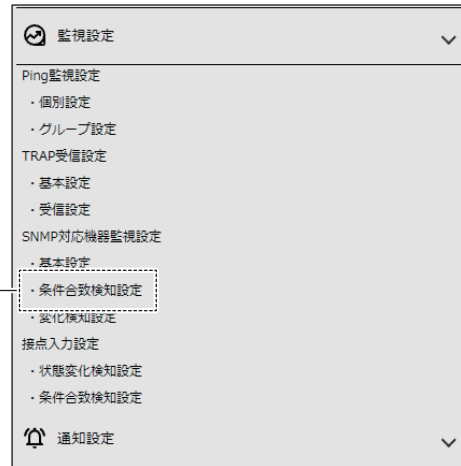 監視設定
Ping監視設定
・個別設定
・グループ設定
TRAP受信設定
・基本設定
・受信設定
SNMP対応機器監視設定
・基本設定
・条件合致検知設定
・変化検知設定
接点入力設定
・状態変化検知設定
・条件合致検知設定
通知設定